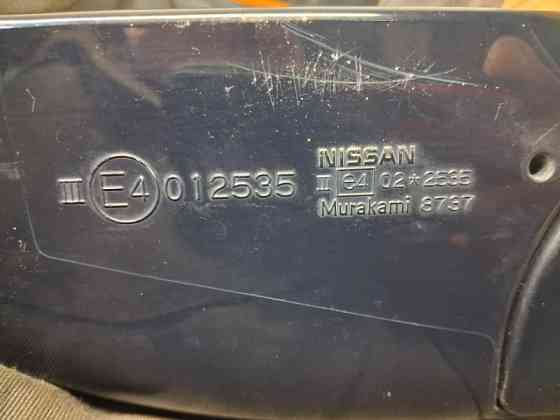 III E4 012535
NISSAN
II e4 02*2535
Murakami 8737